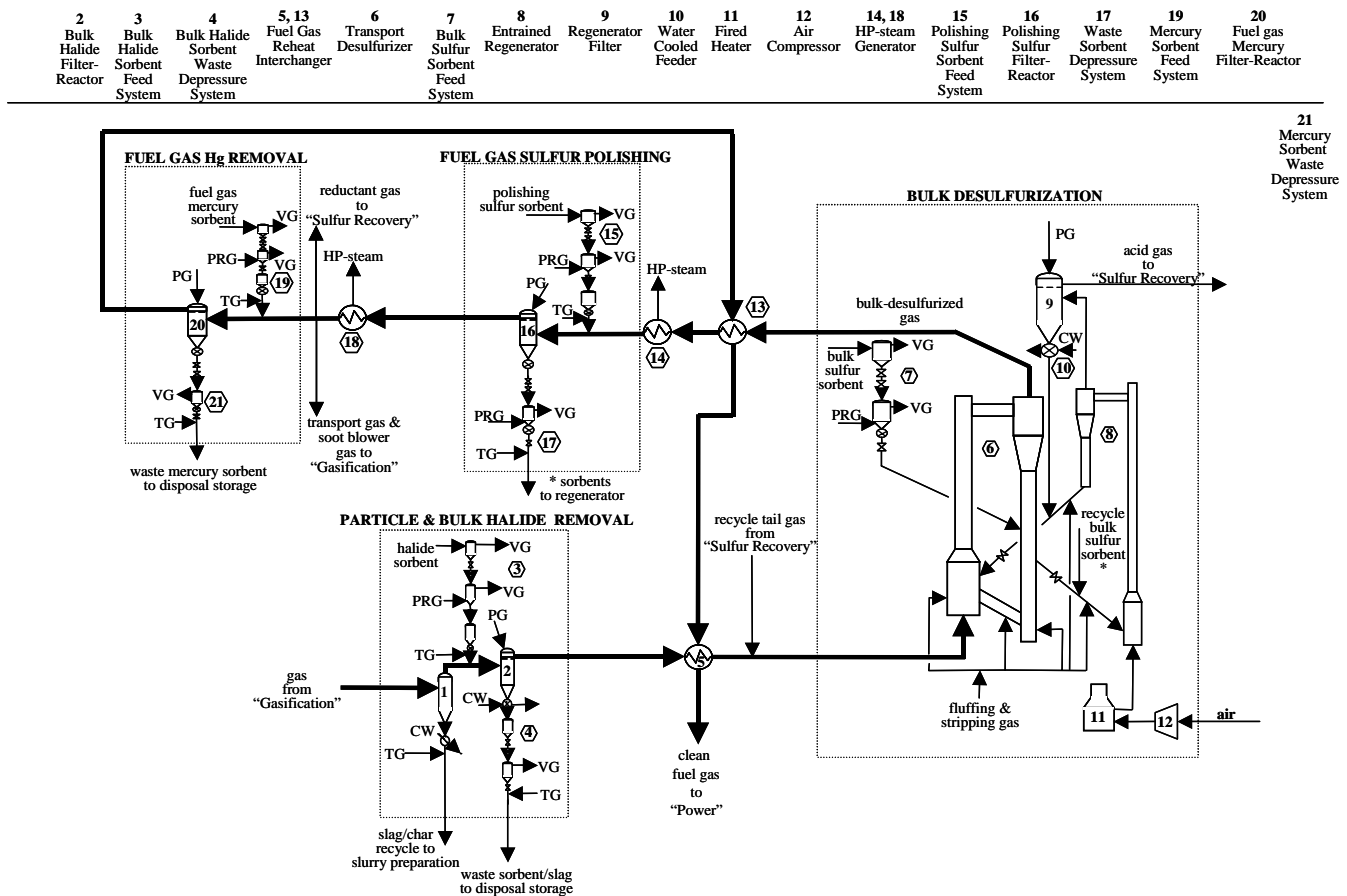 2
Bulk
Halide
Filter-
Reactor
3
Bulk
Halide
Sorbent
Feed
System
4
Bulk Halide
Sorbent
Waste
Depressure
System
5, 13
Fuel Gas
Reheat
Interchanger
6
Transport
Desulfurizer
7
Bulk
Sulfur
Sorbent
Feed
System
8
Entrained
Regenerator
9
Regenerator
Filter
10
Water
Cooled
Feeder
11
Fired
Heater
12
Air
Compressor
14, 18
HP-steam
Generator
15
Polishing
Sulfur
Sorbent
Feed
System
16
Polishing
Sulfur
Filter-
Reactor
17
Waste
Sorbent
Depressure
System
19
Mercury
Sorbent
Feed
System
20
Fuel gas
Mercury
Filter-Reactor
21
Mercury
Sorbent
Waste
Depressure
System
FUEL GAS Hg REMOVAL
fuel gas
mercury
sorbent
VG
PRG
VG
19
PG
TG
20
VG
21
TG
waste mercury sorbent
to disposal storage
reductant gas
to
“Sulfur Recovery”
HP-steam
18
transport gas &
soot blower
gas to
“Gasification”
FUEL GAS SULFUR POLISHING
polishing
sulfur sorbent
VG
15
PRG
VG
PG
TG
16
PRG
VG
17
TG
* sorbents
to regenerator
HP-steam
14
13
BULK DESULFURIZATION
bulk-desulfurized
gas
bulk
sulfur
sorbent
VG
7
PRG
VG
6
PG
acid gas
to
“Sulfur Recovery”
9
CW
10
8
recycle
bulk
sulfur
sorbent
*
fluffing &
stripping gas
11
12
air
PARTICLE & BULK HALIDE REMOVAL
halide
sorbent
VG
3
PRG
VG
PG
TG
1
2
gas
from
“Gasification”
CW
TG
CW
4
VG
TG
slag/char
recycle to
slurry preparation
waste sorbent/slag
to disposal storage
recycle tail gas
from
“Sulfur Recovery”
5
clean
fuel gas
to
“Power”